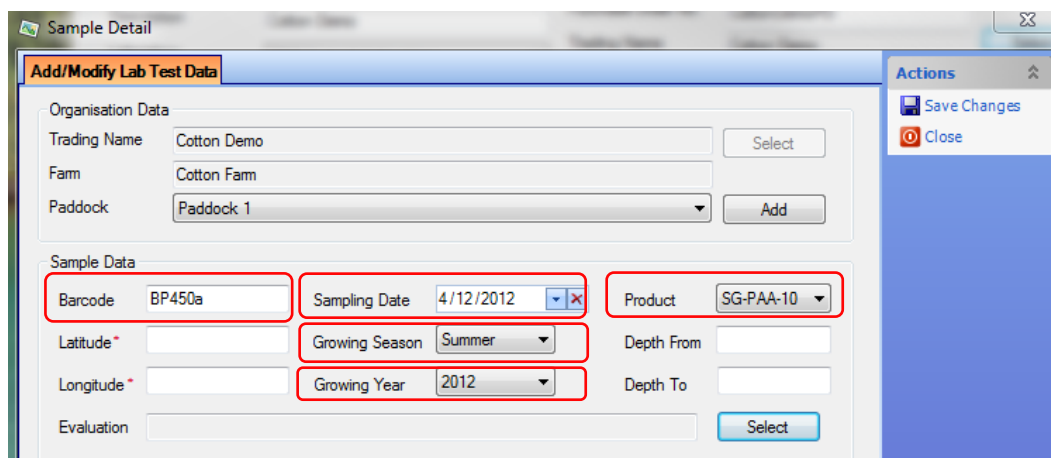 Sample Detail
Add/Modify Lab Test Data
Organisation Data
Trading Name Cotton Demo Select
Farm Cotton Farm
Paddock Paddock 1 Add
Sample Data
Barcode BP450a Sampling Date 4/12/2012 Product SG-PAA-10
Latitude* Growing Season Summer Depth From
Longitude* Growing Year 2012 Depth To
Evaluation Select
Actions
Save Changes
Close